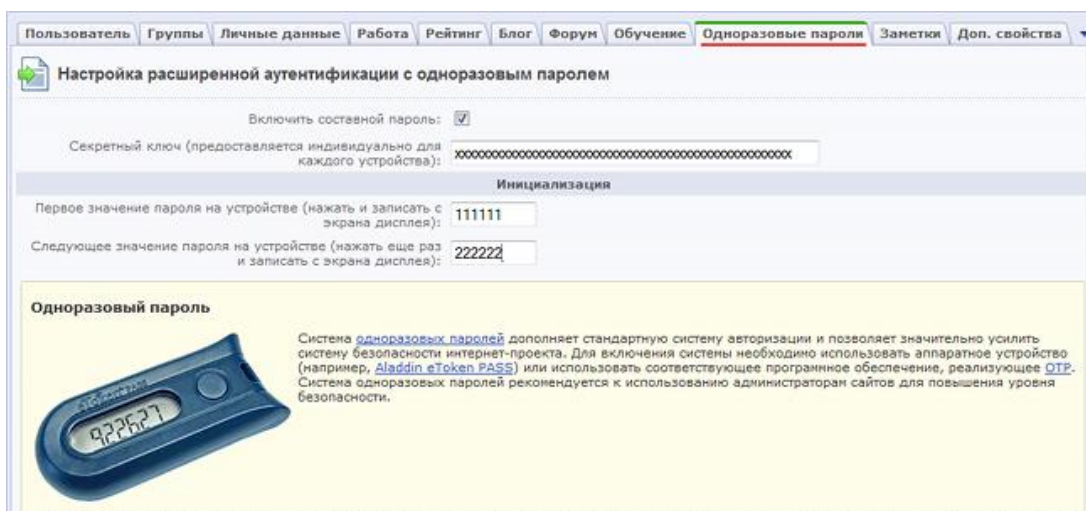 Пользователь Группы Личные данные Работа Рейтинг Блог Форум Обучение Одноразовые пароли Заметки Доп. свойства
Настройка расширенной аутентификации с одноразовым паролем
Включить составной пароль:
Секретный ключ (предоставляется индивидуально для
каждого устройства):
xxxxxxxxxxxxxxxxxxxxxxxxxxxxxxxxxxxxxxxxxxxxxxxxxx
Инициализация
Первое значение пароля на устройстве (нажать и записать с
экрана дисплея):
111111
Следующее значение пароля на устройстве (нажать еще раз
и записать с экрана дисплея):
222222
Одноразовый пароль
922627
Система одноразовых паролей дополняет стандартную систему авторизации и позволяет значительно усилить
систему безопасности интернет-проекта. Для включения системы необходимо использовать аппаратное устройство
(например, Aladdin eToken PASS) или использовать соответствующее программное обеспечение, реализующее OTP.
Система одноразовых паролей рекомендуется к использованию администраторам сайтов для повышения уровня
безопасности.